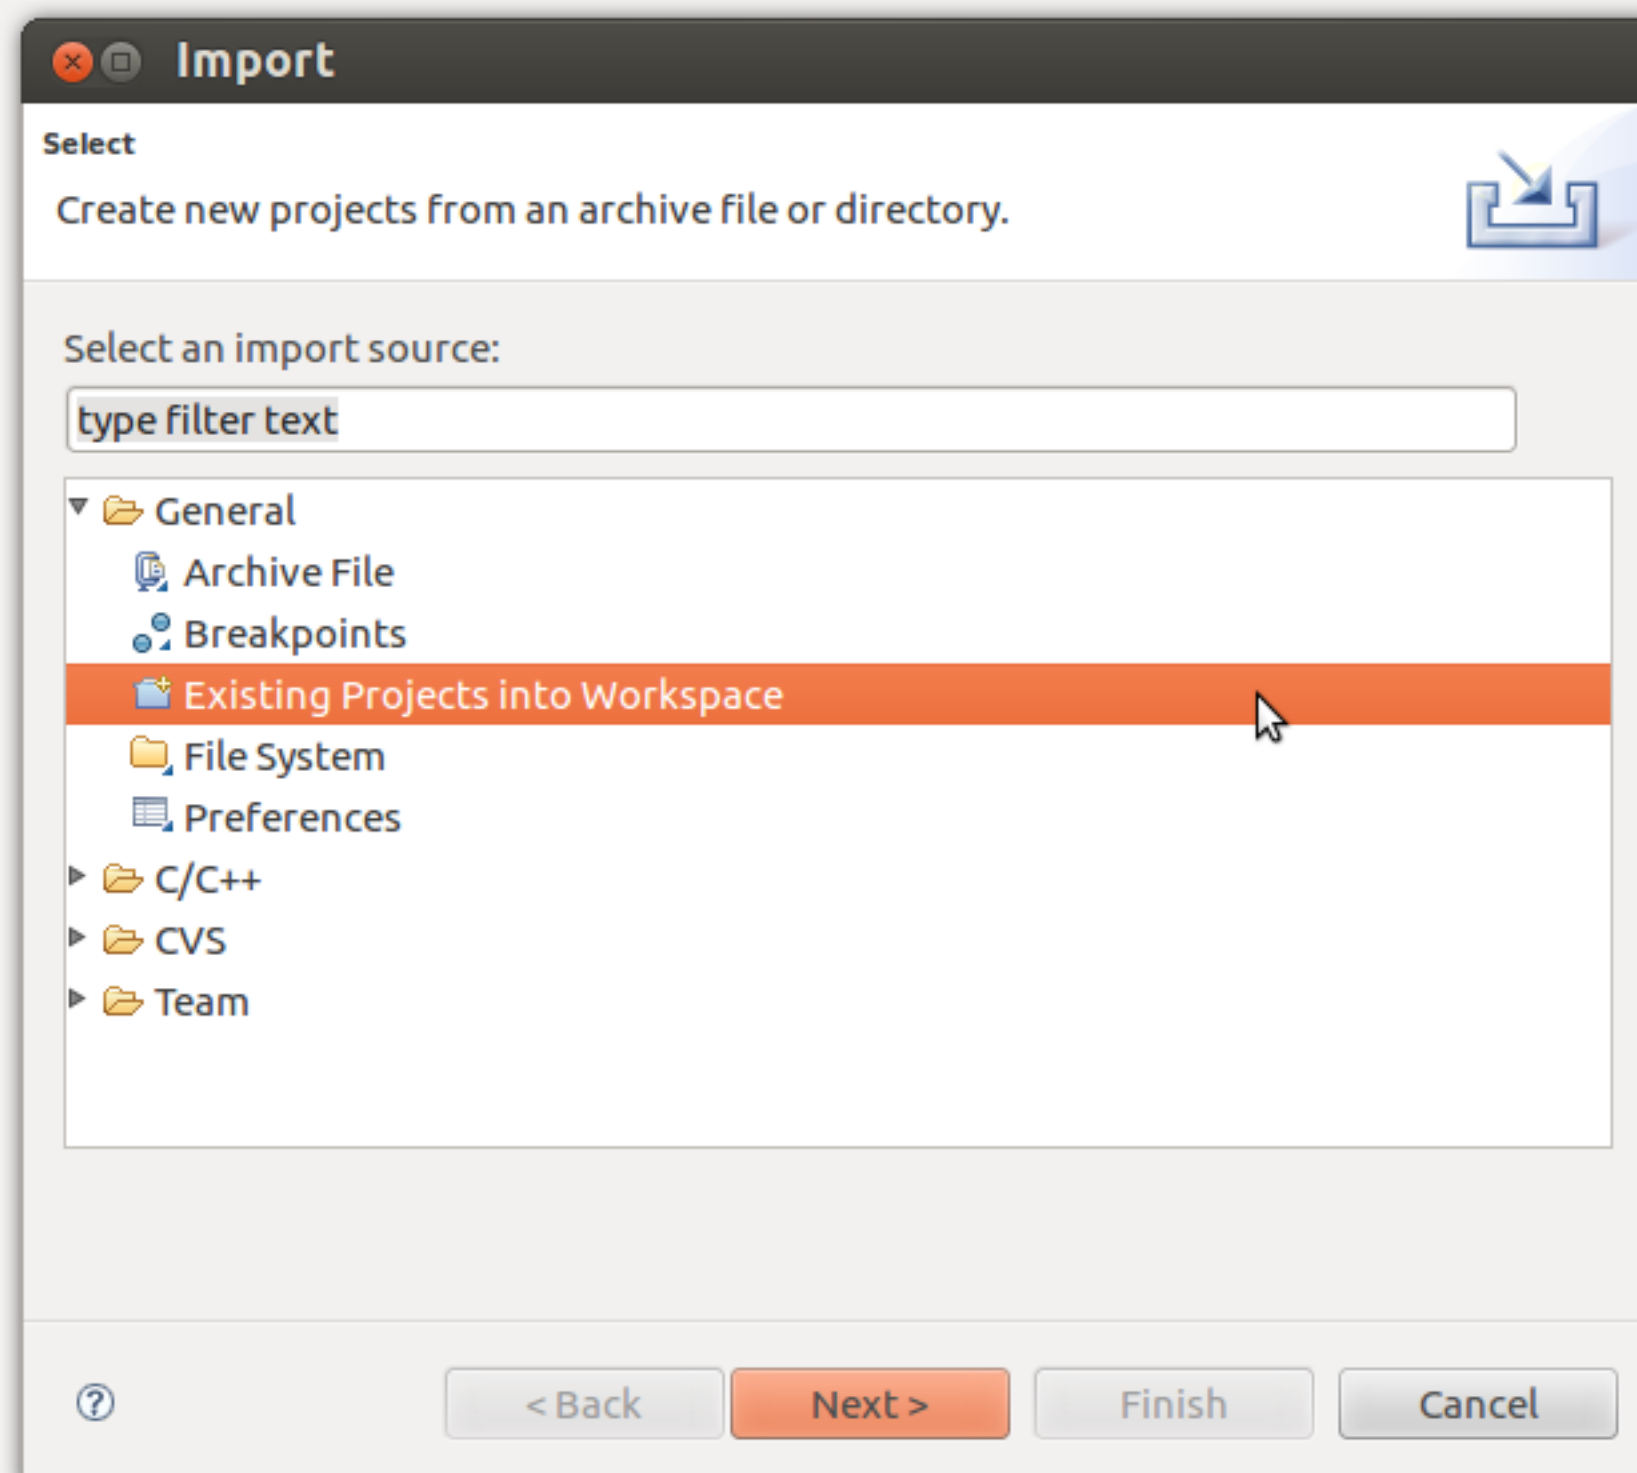 Import
Select
Create new projects from an archive file or directory.
Select an import source:
type filter text
General
Archive File
Breakpoints
Existing Projects into Workspace
File System
Preferences
C/C++
CVS
Team
?
< Back
Next >
Finish
Cancel